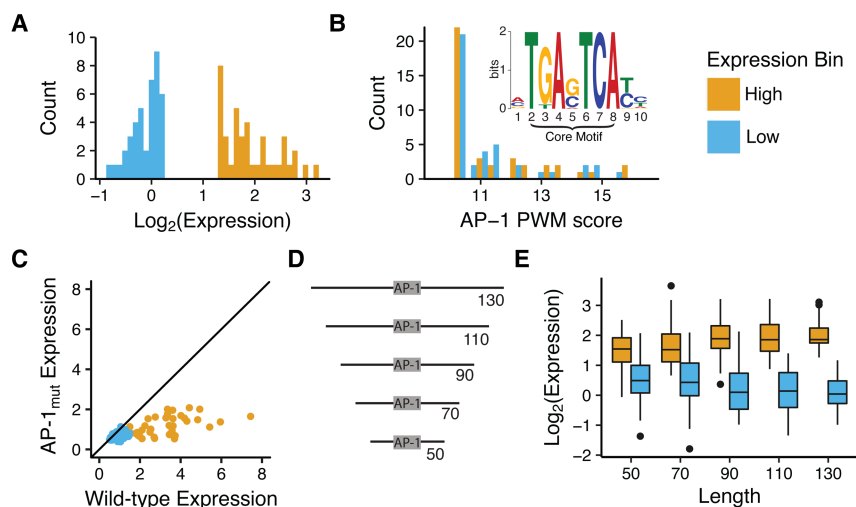 A
10
8
6
4
2
0
Count
−1 0 1 2 3
Log2(Expression)
B
20
15
10
5
0
Count
11 13 15
AP−1 PWM score
2
1
0
bits
TGAGTCAT
C CC
1 2 3 4 5 6 7 8 9 10
Core Motif
Expression Bin
High
Low
C
8
6
4
2
0
AP-1mut Expression
0 2 4 6 8
Wild-type Expression
D
AP-1
130
AP-1
110
AP-1
90
AP-1
70
AP-1
50
E
3
2
1
0
−1
−2
Log2(Expression)
50 70 90 110 130
Length